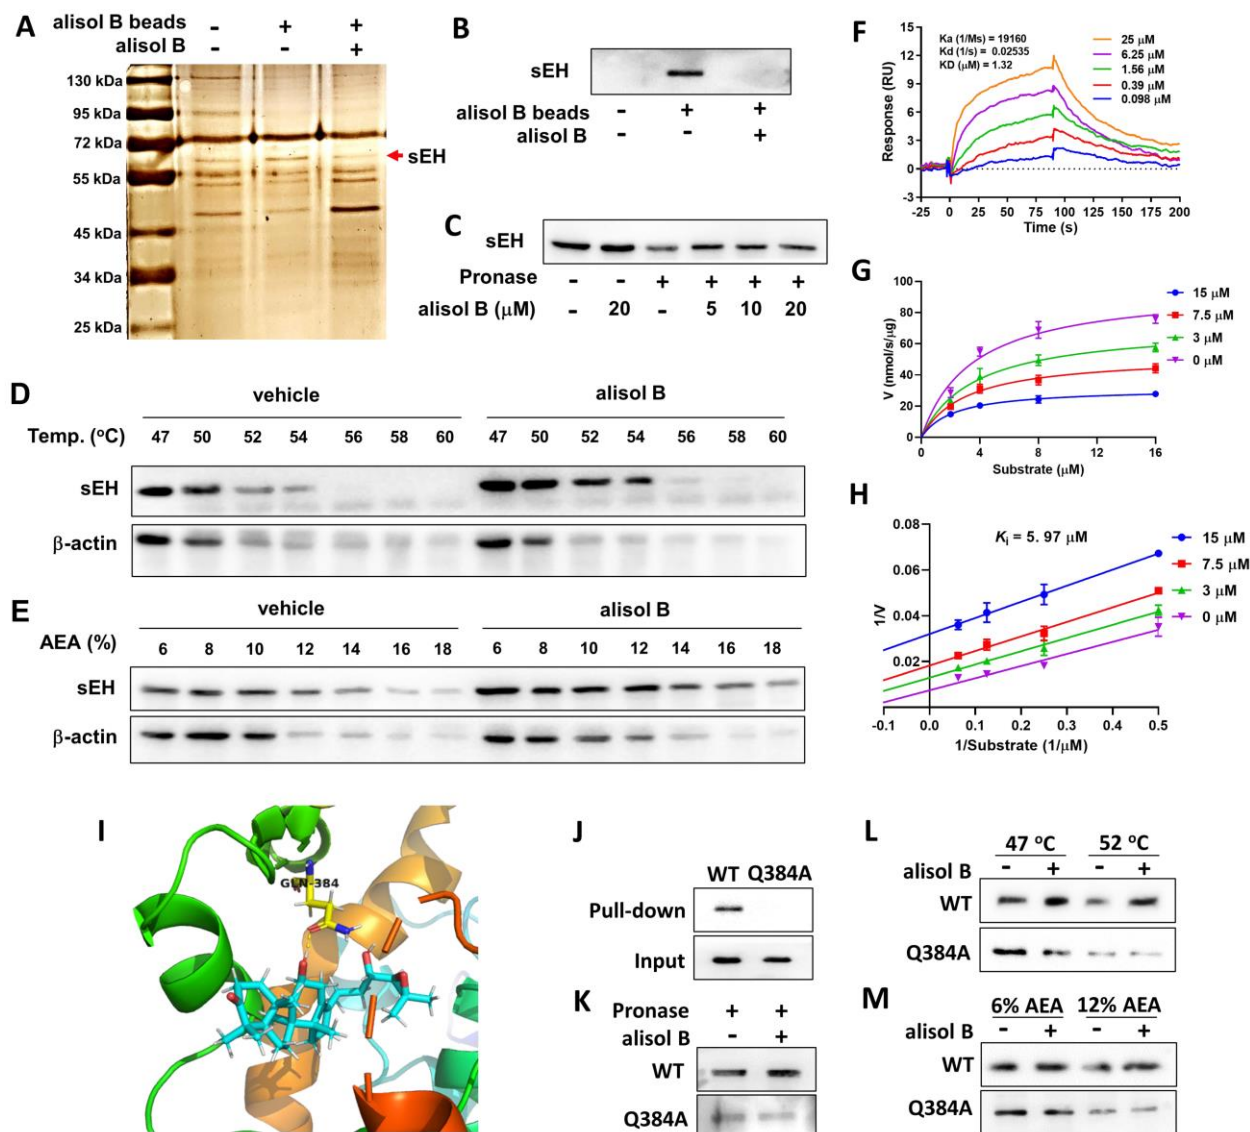 A
alisol B beads - + +
alisol B - - +
130 kDa
95 kDa
72 kDa
55 kDa
45 kDa
34 kDa
25 kDa
sEH
B
sEH
alisol B beads - + +
alisol B - - +
C
sEH
Pronase - - + + + +
alisol B (μM) - 20 - 5 10 20
D
vehicle alisol B
Temp. (°C) 47 50 52 54 56 58 60 47 50 52 54 56 58 60
sEH
β-actin
E
vehicle alisol B
AEA (%) 6 8 10 12 14 16 18 6 8 10 12 14 16 18
sEH
β-actin
F
Ka (1/Ms) = 19160
Kd (1/s) = 0.02535
KD (μM) = 1.32
25 μM
6.25 μM
1.56 μM
0.39 μM
0.098 μM
Response (RU)
15
12
9
6
3
0
-3
-25 0 25 50 75 100 125 150 175 200
Time (s)
G
V (nmol/s/μg)
100
80
60
40
20
0
0 4 8 12 16
Substrate (μM)
15 μM
7.5 μM
3 μM
0 μM
H
Ki = 5. 97 μM
1/V
0.08
0.06
0.04
0.02
-0.1 0.0 0.1 0.2 0.3 0.4 0.5
1/Substrate (1/μM)
15 μM
7.5 μM
3 μM
0 μM
I
GLN-384
J
WT Q384A
Pull-down
Input
K
Pronase + +
alisol B - +
WT
Q384A
L
47 °C 52 °C
alisol B - + - +
WT
Q384A
M
6% AEA 12% AEA
alisol B - + - +
WT
Q384A